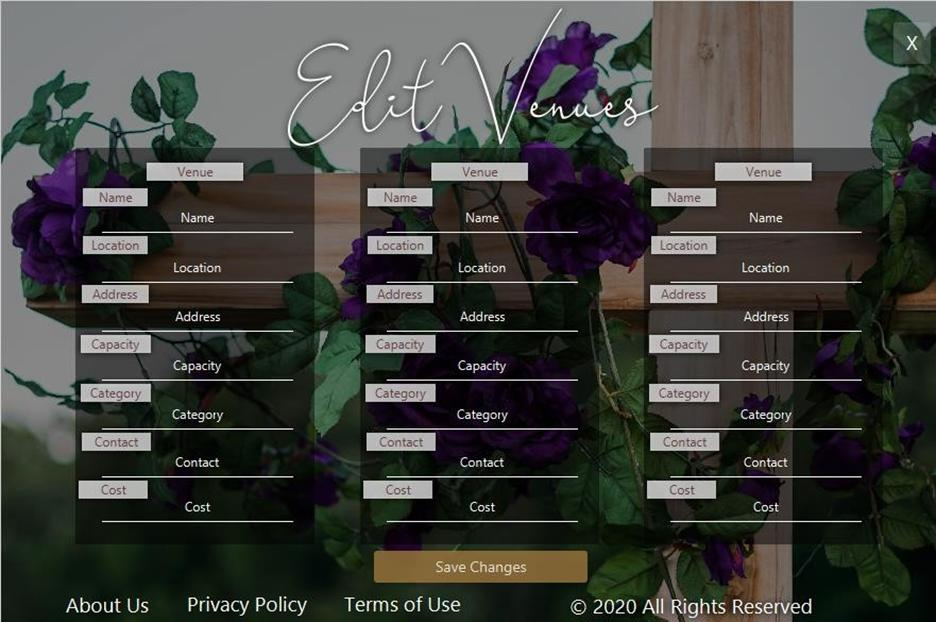 Edit Venues
X
Venue
Name
Name
Location
Location
Address
Address
Capacity
Capacity
Category
Category
Contact
Contact
Cost
Cost
Venue
Name
Name
Location
Location
Address
Address
Capacity
Capacity
Category
Category
Contact
Contact
Cost
Cost
Venue
Name
Name
Location
Location
Address
Address
Capacity
Capacity
Category
Category
Contact
Contact
Cost
Cost
Save Changes
About Us Privacy Policy Terms of Use © 2020 All Rights Reserved